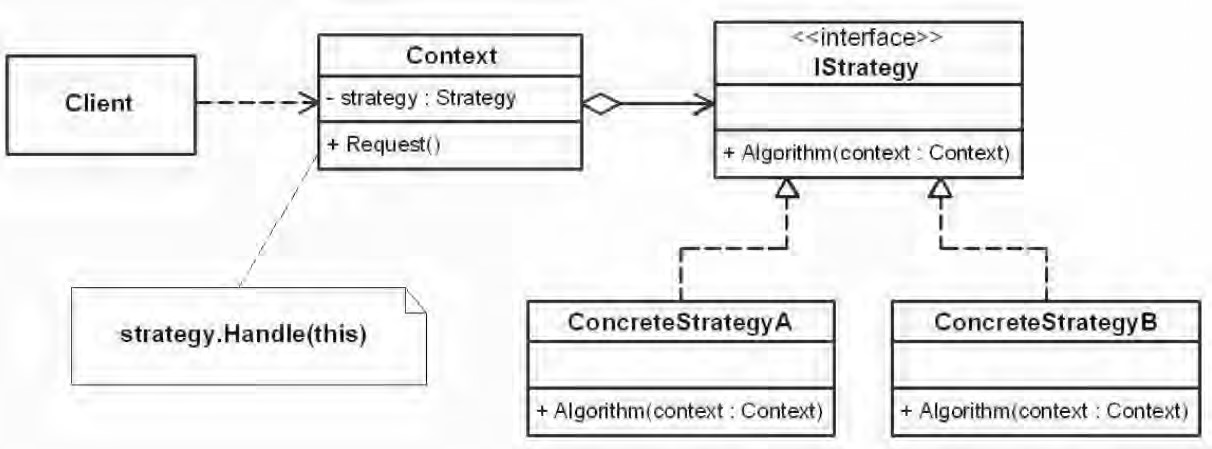 Client
Context
- strategy : Strategy
+ Request()
<<interface>>
IStrategy
+ Algorithm(context : Context)
strategy.Handle(this)
ConcreteStrategyA
+ Algorithm(context : Context)
ConcreteStrategyB
+ Algorithm(context : Context)